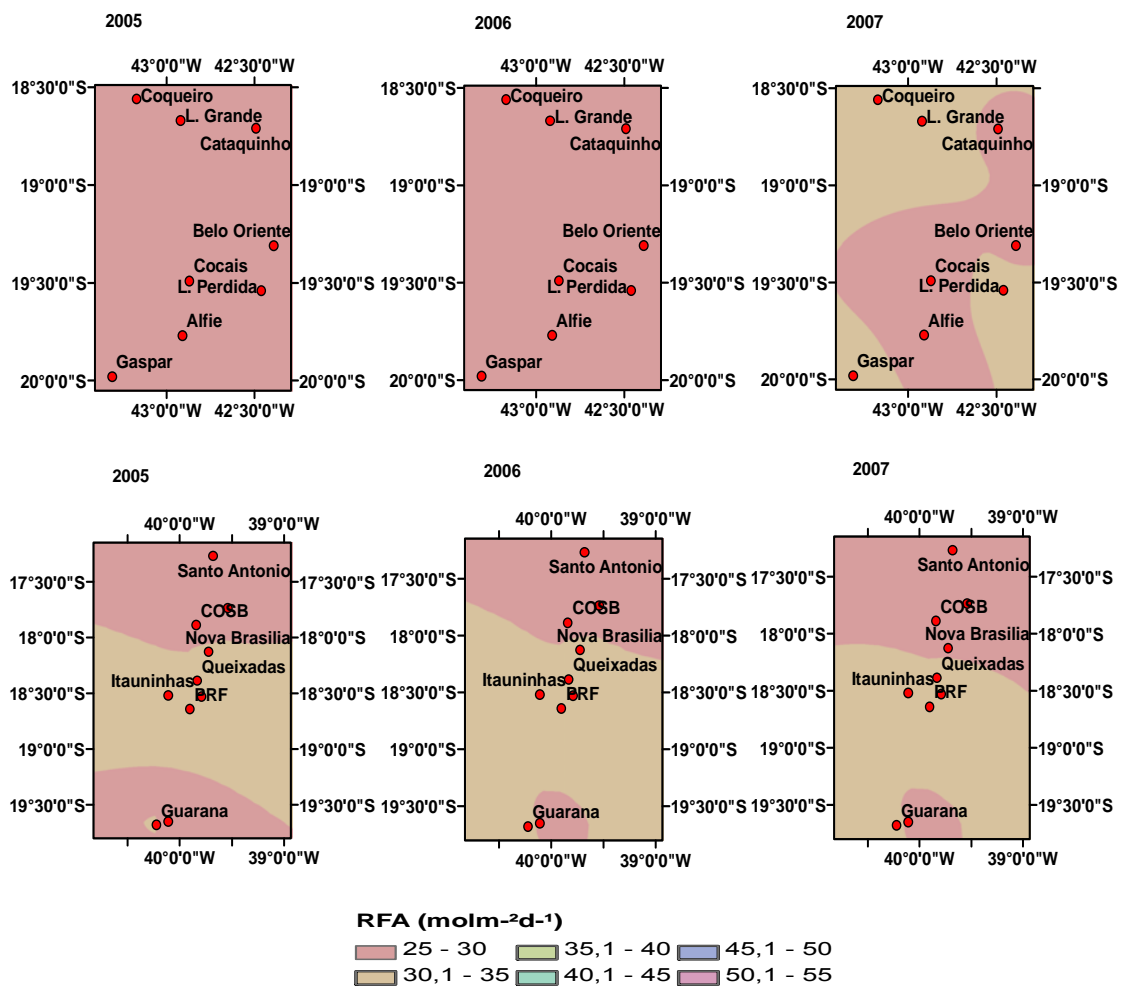 2005
2006
2007
43°0'0"W 42°30'0"W
43°0'0"W 42°30'0"W
43°0'0"W 42°30'0"W
18°30'0"S
18°30'0"S
18°30'0"S
Coqueiro
L. Grande
Cataquinho
Coqueiro
L. Grande
Cataquinho
Coqueiro
L. Grande
Cataquinho
19°0'0"S
19°0'0"S
19°0'0"S
19°0'0"S
19°0'0"S
19°0'0"S
Belo Oriente
Belo Oriente
Belo Oriente
Cocais
Cocais
Cocais
19°30'0"S
L. Perdida
19°30'0"S
19°30'0"S
L. Perdida
19°30'0"S
19°30'0"S
L. Perdida
19°30'0"S
Alfie
Alfie
Alfie
Gaspar
Gaspar
Gaspar
20°0'0"S
20°0'0"S
20°0'0"S
20°0'0"S
20°0'0"S
20°0'0"S
43°0'0"W 42°30'0"W
43°0'0"W 42°30'0"W
43°0'0"W 42°30'0"W
2005
2006
2007
40°0'0"W 39°0'0"W
40°0'0"W 39°0'0"W
40°0'0"W 39°0'0"W
Santo Antonio
Santo Antonio
Santo Antonio
17°30'0"S
17°30'0"S
17°30'0"S
17°30'0"S
17°30'0"S
17°30'0"S
COSB
COSB
COSB
18°0'0"S
Nova Brasilia
18°0'0"S
18°0'0"S
Nova Brasilia
18°0'0"S
18°0'0"S
Nova Brasilia
18°0'0"S
Queixadas
Queixadas
Queixadas
Itauninhas
PRF
Itauninhas
PRF
Itauninhas
PRF
18°30'0"S
18°30'0"S
18°30'0"S
18°30'0"S
18°30'0"S
18°30'0"S
19°0'0"S
19°0'0"S
19°0'0"S
19°0'0"S
19°0'0"S
19°0'0"S
19°30'0"S
19°30'0"S
19°30'0"S
19°30'0"S
19°30'0"S
19°30'0"S
Guarana
Guarana
Guarana
40°0'0"W 39°0'0"W
40°0'0"W 39°0'0"W
40°0'0"W 39°0'0"W
RFA (molm-²d-¹)
25 - 30 35,1 - 40 45,1 - 50
30,1 - 35 40,1 - 45 50,1 - 55